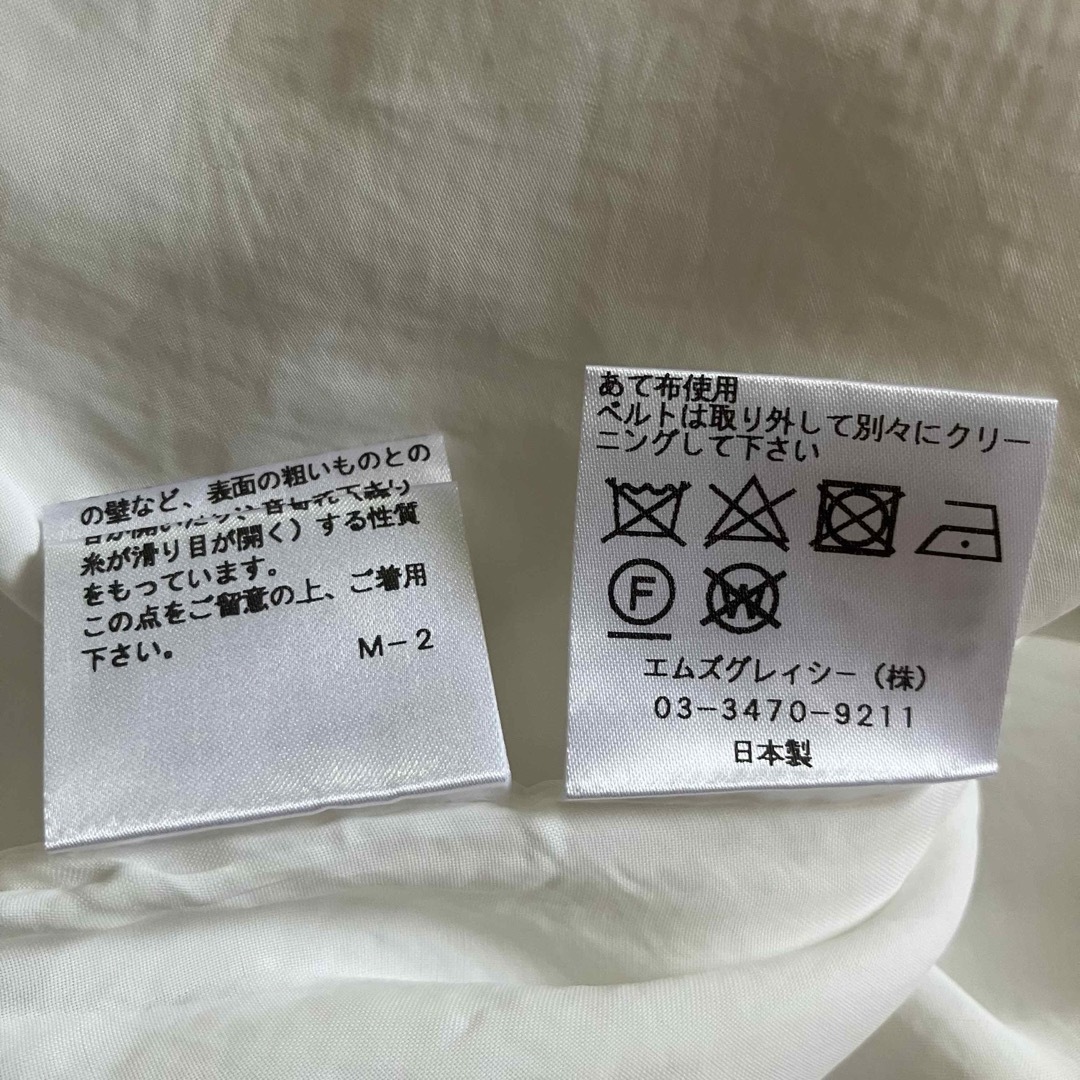 の壁など、表面の粗いものとの
糸が滑り目が開く）する性質
をもっています。
この点をご留意の上、ご着用
下さい。
M-2
あて布使用
ベルトは取り外して別々にクリー
ニングして下さい
F
W
エムズグレイシー（株）
03-3470-9211
日本製